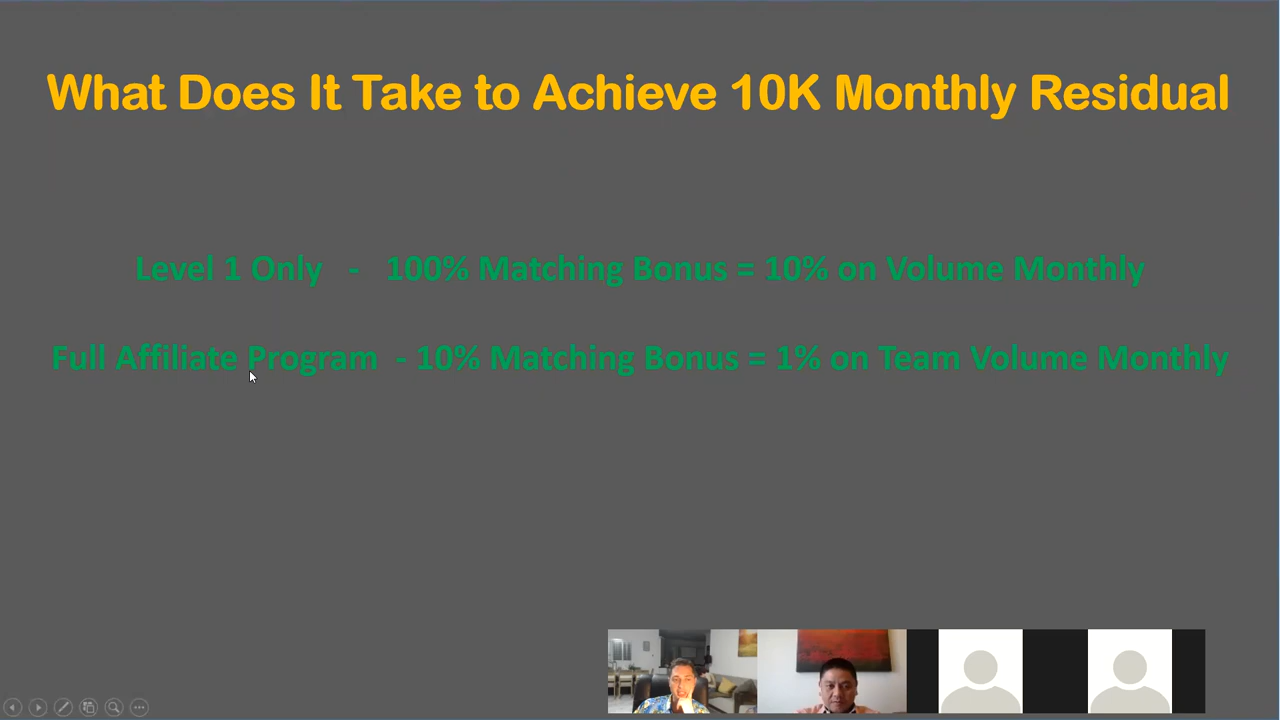 What Does It Take to Achieve 10K Monthly Residual
Level 1 Only - 100% Matching Bonus = 10% on Volume Monthly
Full Affiliate Program - 10% Matching Bonus = 1% on Team Volume Monthly